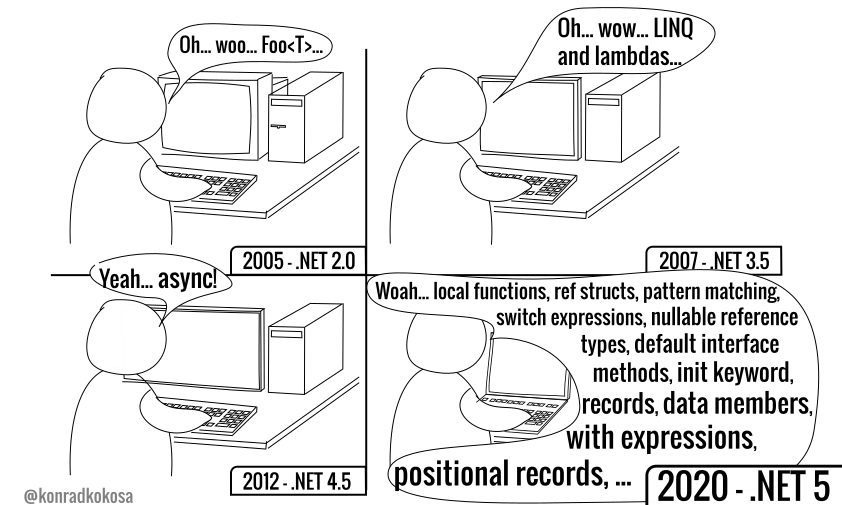 Oh... woo... Foo<T>...
2005 - .NET 2.0
Oh... wow... LINQ
and lambdas...
2007 - .NET 3.5
Yeah... async!
2012 - .NET 4.5
Woah... local functions, ref structs, pattern matching,
switch expressions, nullable reference
types, default interface
methods, init keyword,
records, data members,
with expressions,
positional records, ...
2020 - .NET 5
@konradkokosa